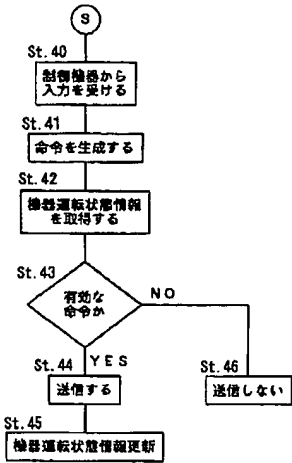 S
St.40
制御機器から
入力を受ける
St.41
命令を生成する
St.42
機器運転状態情報
を取得する
St.43
有効な
命令か
NO
YES
St.44
送信する
St.46
送信しない
St.45
機器運転状態情報更新